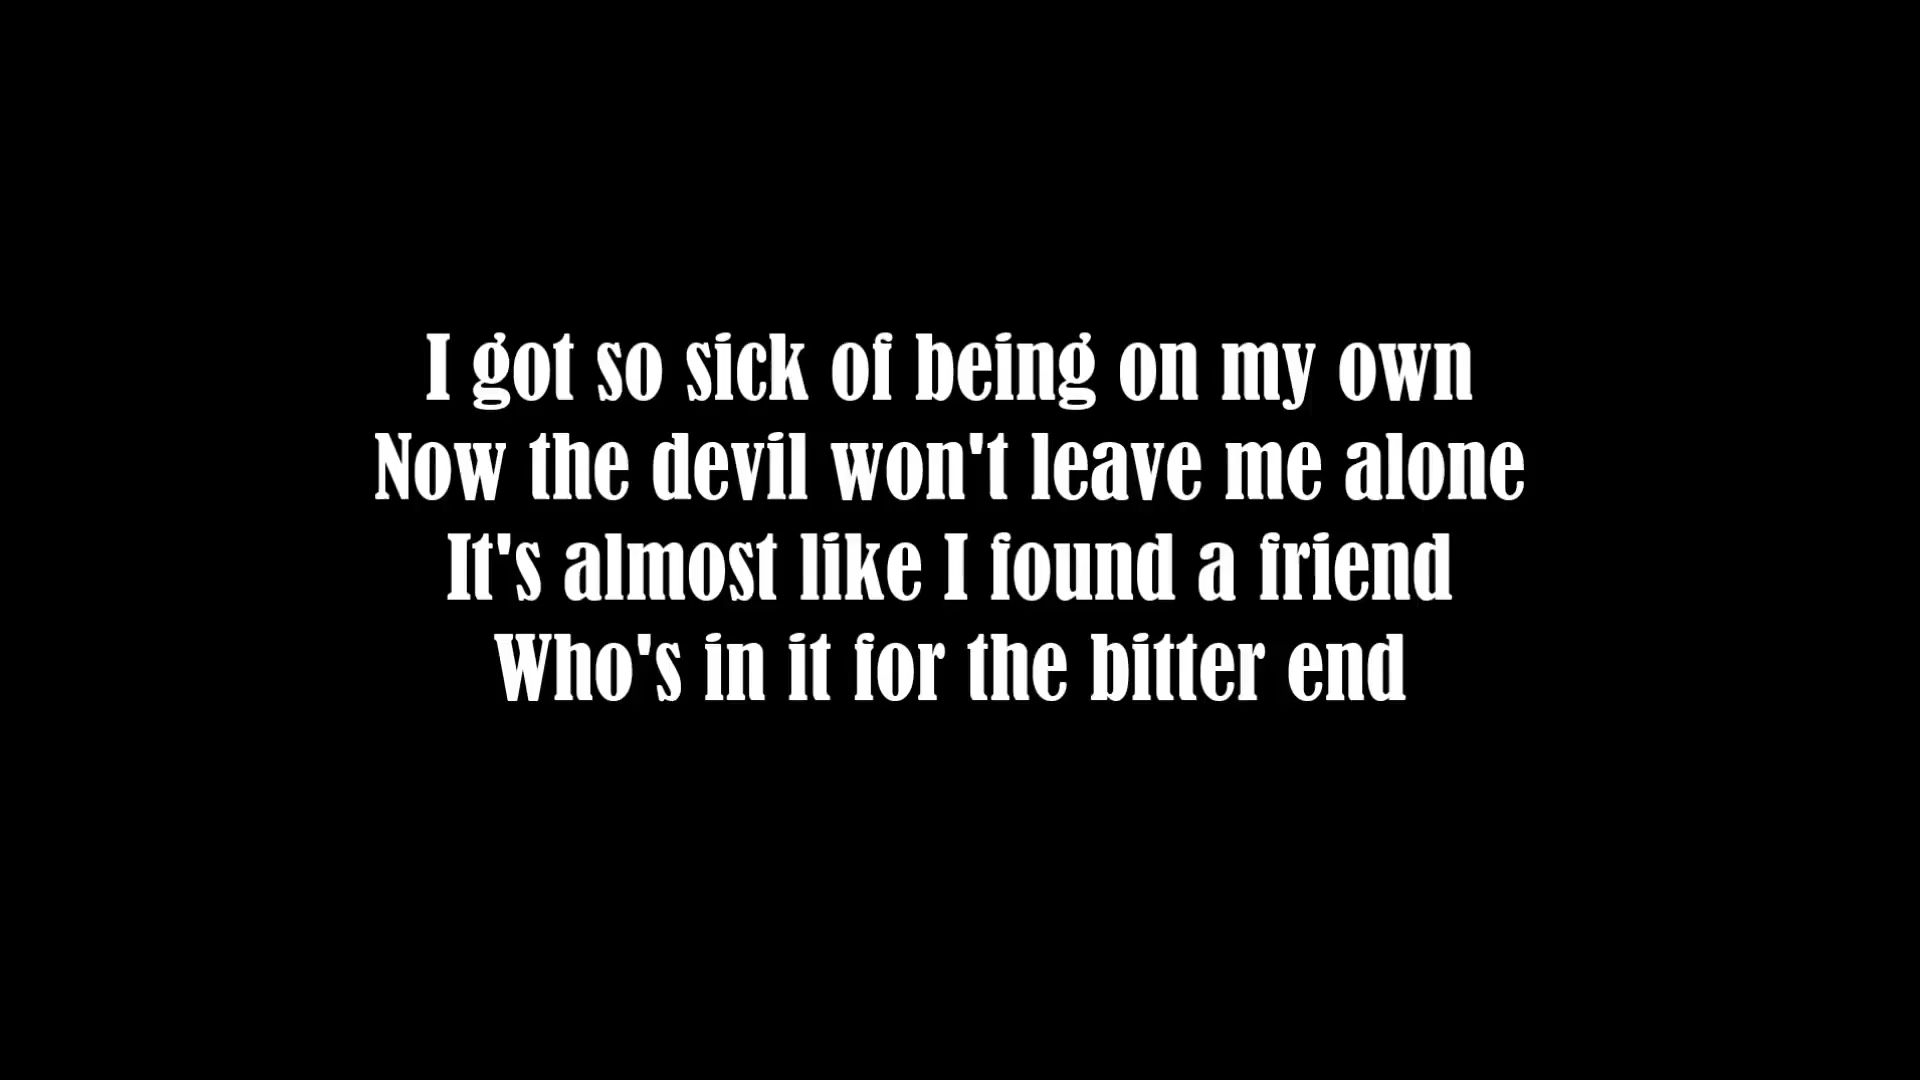 I got so sick of being on my own
Now the devil won't leave me alone
It's almost like I found a friend
Who's in it for the bitter end